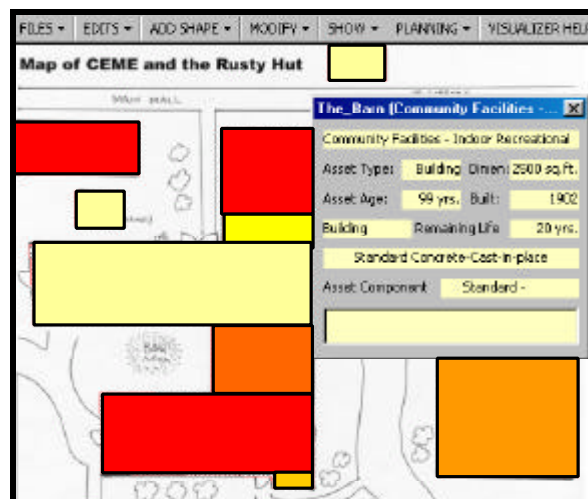 FILES EDITS ADD SHAPE MODIFY SHOW PLANNING VISUALIZER HEL
Map of CEME and the Rusty Hut
MAIN MALL
The_Barn (Community Facilities - ...
Community Facilities - Indoor Recreational
Asset Type: Building Dimen: 2500 sq.ft.
Asset Age: 99 yrs. Built: 1902
Building Remaining Life 20 yrs.
Standard Concrete-Cast-in-place
Asset Component Standard -